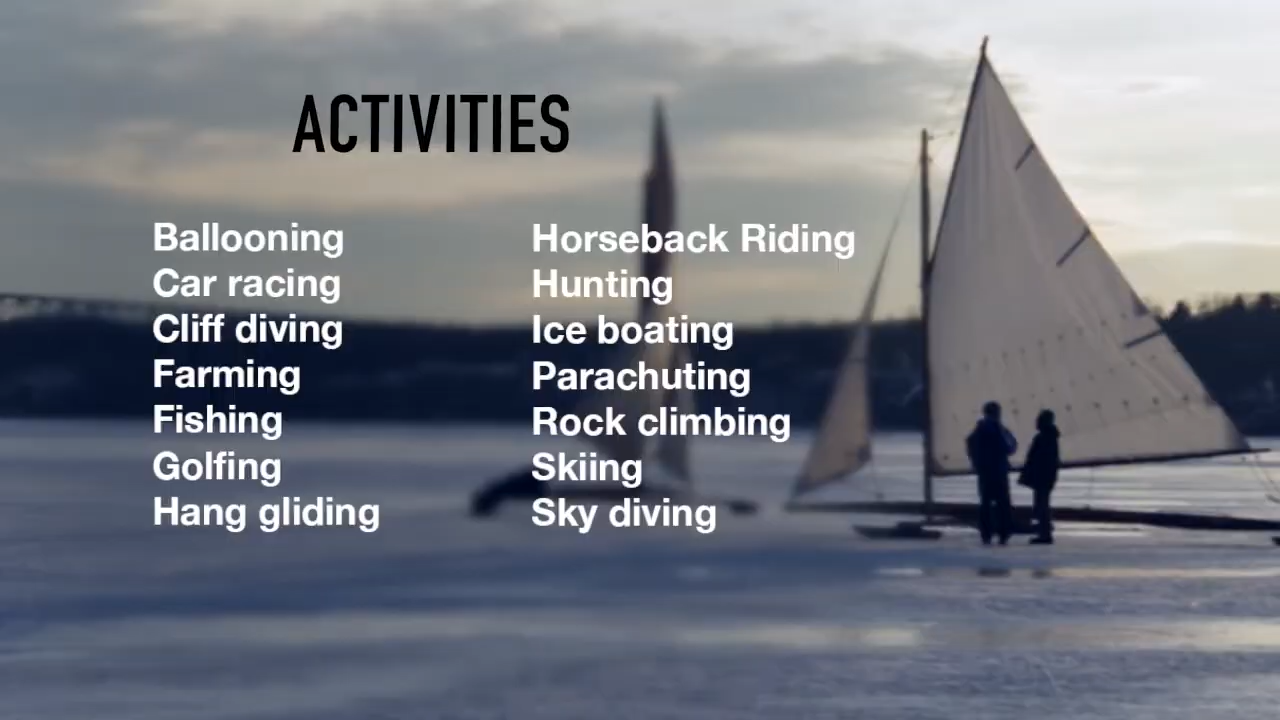 ACTIVITIES
Ballooning
Car racing
Cliff diving
Farming
Fishing
Golfing
Hang gliding
Horseback Riding
Hunting
Ice boating
Parachuting
Rock climbing
Skiing
Sky diving